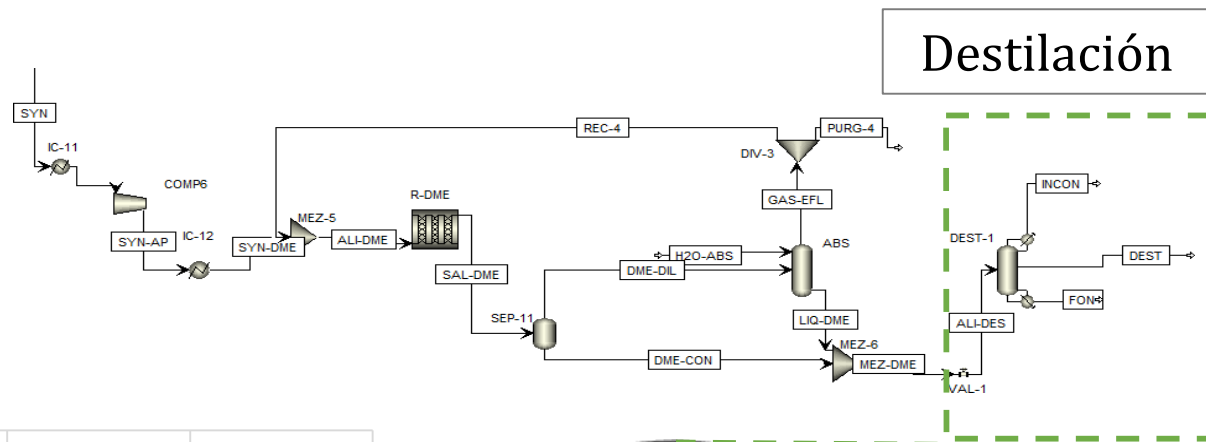 Destilación
SYN
IC-11
COMP6
SYN-AP
IC-12
SYN-DME
MEZ-5
ALI-DME
R-DME
SAL-DME
REC-4
DIV-3
PURG-4
GAS-EFL
ABS
H2O-ABS
DME-DIL
SEP-11
LIQ-DME
MEZ-6
DME-CON
MEZ-DME
VAL-1
ALI-DES
DEST-1
INCON
DEST
FON